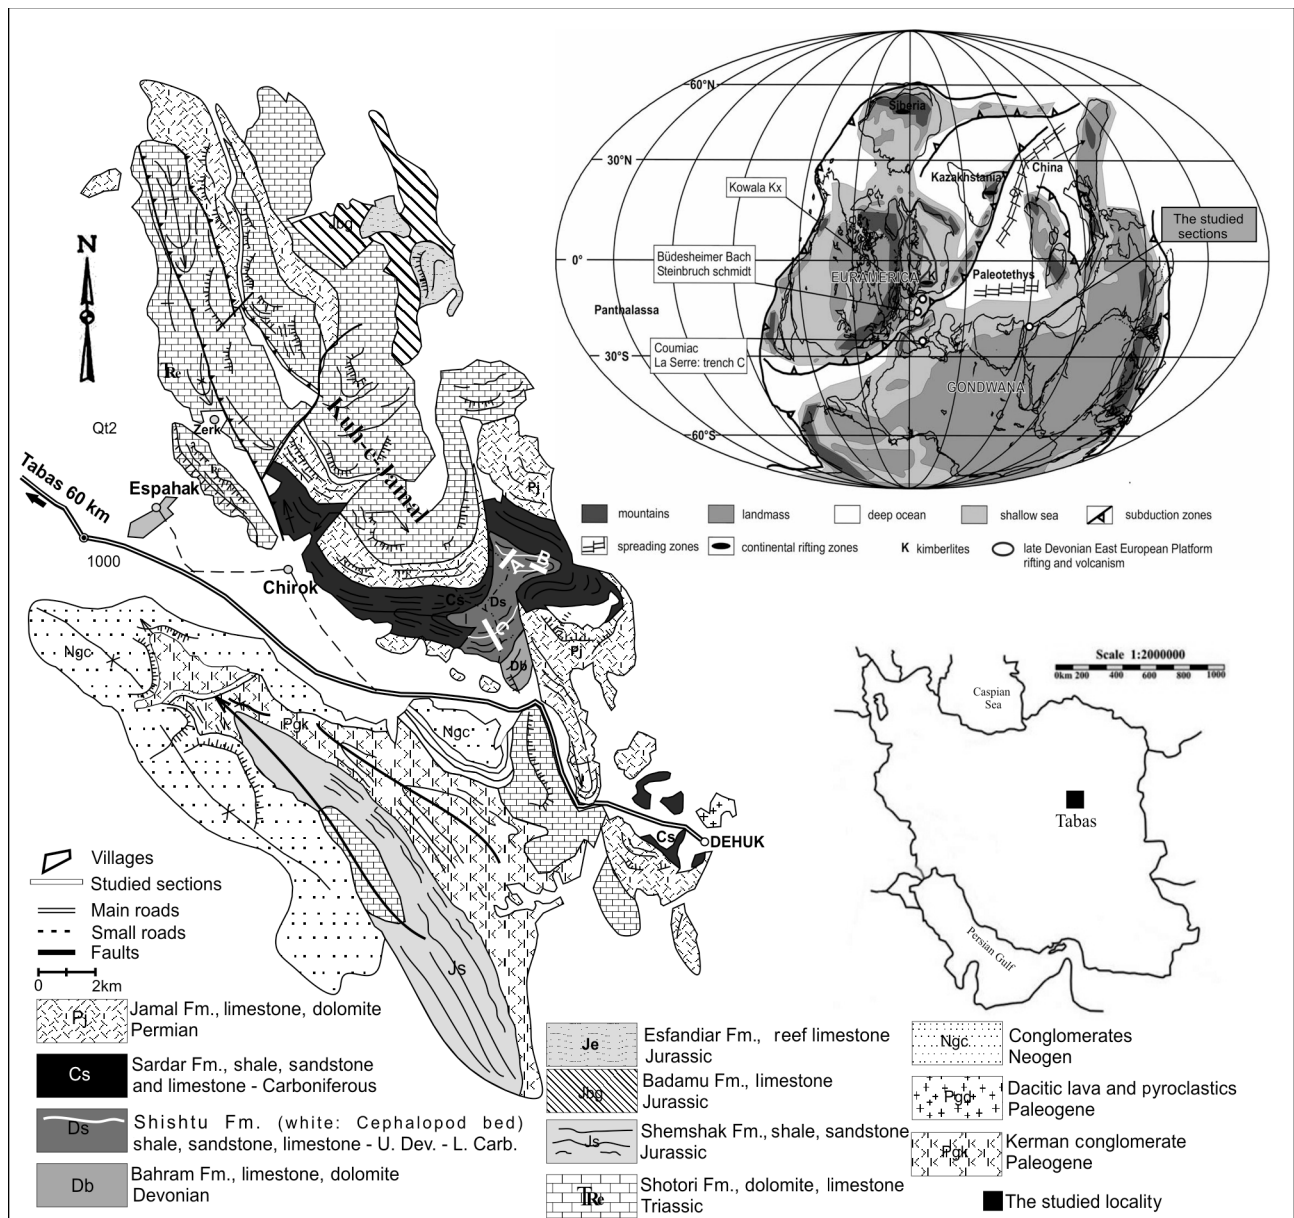 60°N
Siberia
30°N
China
Kazakhstania
Kowala Kx
The studied
sections
Büdesheimer Bach
Steinbruch schmidt
0°
EURAMERICA
K
Paleotethys
Panthalassa
Coumiac
La Serre: trench C
30°S
GONDWANA
60°S
mountains
landmass
deep ocean
shallow sea
subduction zones
spreading zones
continental rifting zones
K
kimberlites
late Devonian East European Platform
rifting and volcanism
N
Jbg
TRe
Qt2
Zerk
Kuh-e-Jamal
Tabas 60 km
Espahak
Pj
1000
Chirok
A
B
Cs
Ds
C
Db
Pj
Ngc
Pgk
Ngc
Cs
DEHUK
Js
Scale 1:2000000
0km 200 400 600 800 1000
Caspian
Sea
Tabas
Persian Gulf
Villages
Studied sections
Main roads
Small roads
Faults
0 2km
Pj
Jamal Fm., limestone, dolomite
Permian
Cs
Sardar Fm., shale, sandstone
and limestone - Carboniferous
Ds
Shishtu Fm. (white: Cephalopod bed)
shale, sandstone, limestone - U. Dev. - L. Carb.
Db
Bahram Fm., limestone, dolomite
Devonian
Je
Esfandiar Fm., reef limestone
Jurassic
Jbg
Badamu Fm., limestone
Jurassic
Js
Shemshak Fm., shale, sandstone
Jurassic
TRe
Shotori Fm., dolomite, limestone
Triassic
Ngc
Conglomerates
Neogen
Pgd
Dacitic lava and pyroclastics
Paleogene
Pgk
Kerman conglomerate
Paleogene
The studied locality